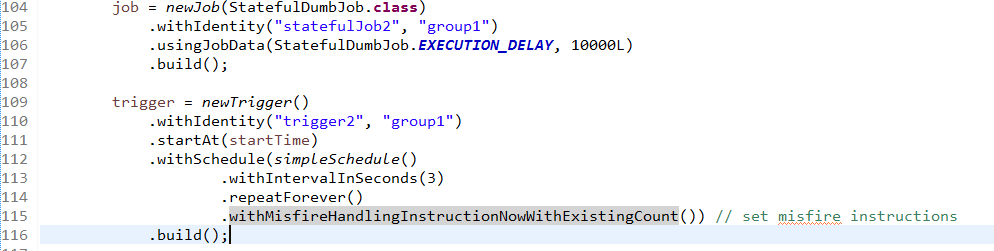 104 job = newJob(StatefulDumbJob.class)
105 .withIdentity("statefulJob2", "group1")
106 .usingJobData(StatefulDumbJob.EXECUTION_DELAY, 10000L)
107 .build();
108
109 trigger = newTrigger()
110 .withIdentity("trigger2", "group1")
111 .startAt(startTime)
112 .withSchedule(simpleSchedule()
113 .withIntervalInSeconds(3)
114 .repeatForever()
115 .withMisfireHandlingInstructionNowWithExistingCount()) // set misfire instructions
116 .build();